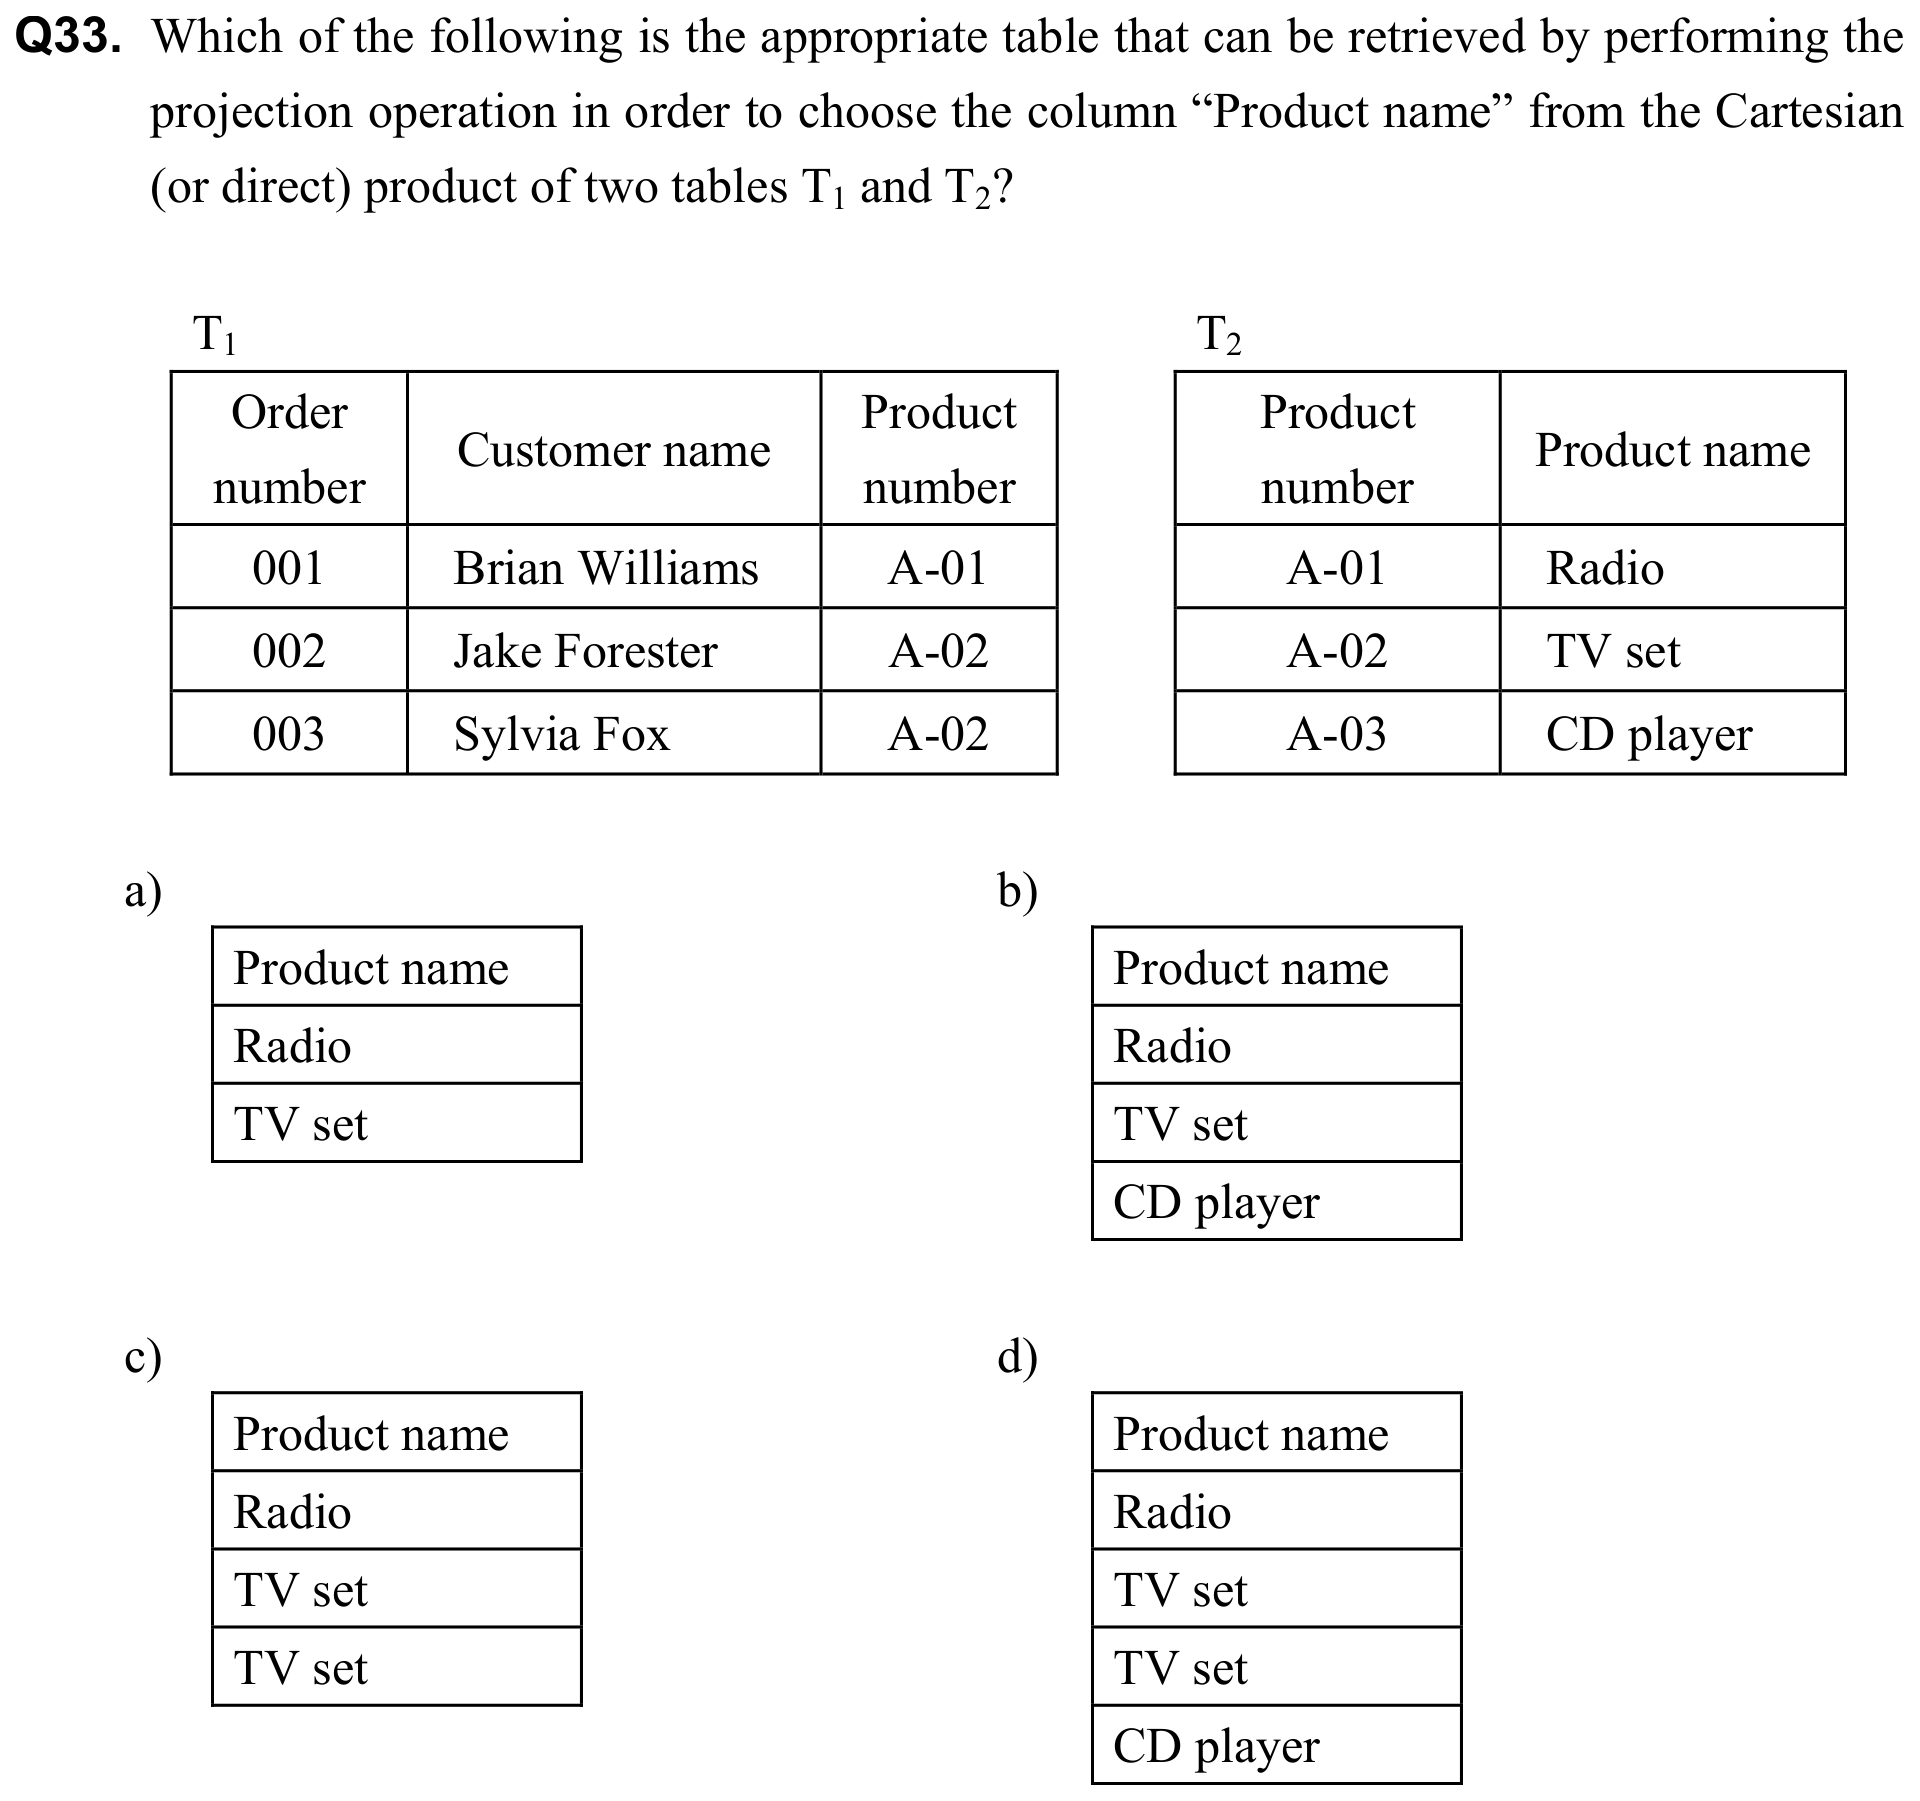 Q33. Which of the following is the appropriate table that can be retrieved by performing the
projection operation in order to choose the column “Product name” from the Cartesian
(or direct) product of two tables T₁ and T₂?
T₁
Order number Customer name Product number
001 Brian Williams A-01
002 Jake Forester A-02
003 Sylvia Fox A-02
T₂
Product number Product name
A-01 Radio
A-02 TV set
A-03 CD player
a)
Product name
Radio
TV set
b)
Product name
Radio
TV set
CD player
c)
Product name
Radio
TV set
TV set
d)
Product name
Radio
TV set
TV set
CD player